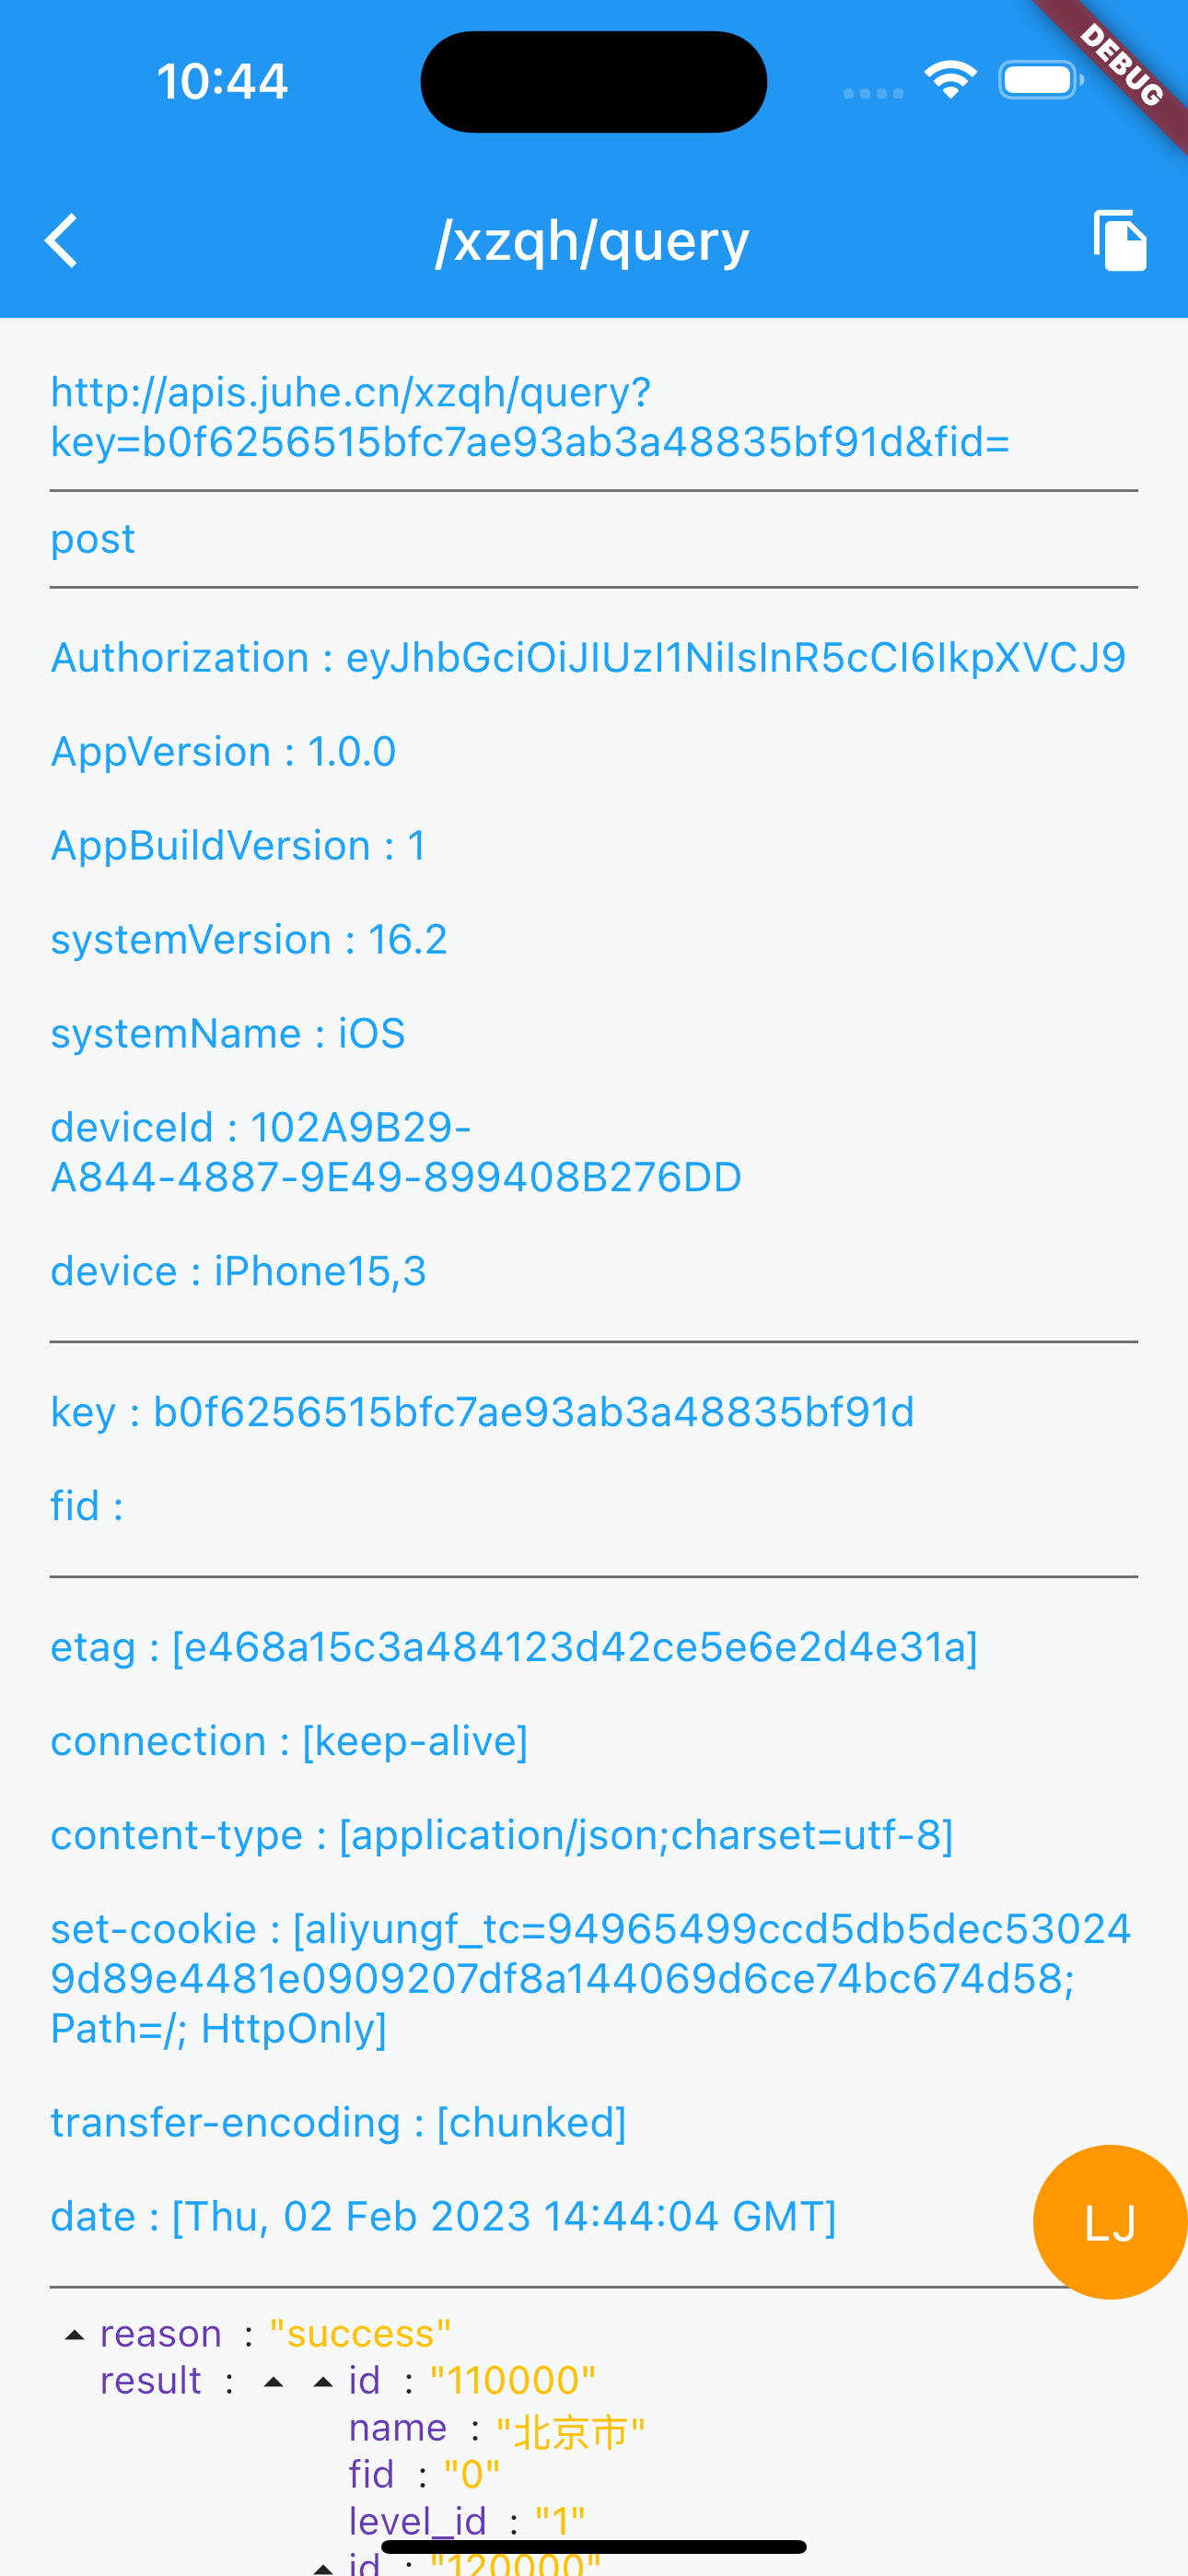 10:44
DEBUG
/xzqh/query
http://apis.juhe.cn/xzqh/query?
key=b0f6256515bfc7ae93ab3a48835bf91d&fid=
post
Authorization : eyJhbGciOiJIUzI1NiIsInR5cCI6IkpXVCJ9
AppVersion : 1.0.0
AppBuildVersion : 1
systemVersion : 16.2
systemName : iOS
deviceId : 102A9B29-
A844-4887-9E49-899408B276DD
device : iPhone15,3
key : b0f6256515bfc7ae93ab3a48835bf91d
fid :
etag : [e468a15c3a484123d42ce5e6e2d4e31a]
connection : [keep-alive]
content-type : [application/json;charset=utf-8]
set-cookie : [aliyungf_tc=94965499ccd5db5dec53024
9d89e4481e0909207df8a144069d6ce74bc674d58;
Path=/; HttpOnly]
transfer-encoding : [chunked]
date : [Thu, 02 Feb 2023 14:44:04 GMT]
LJ
reason : "success"
result : id : "110000"
name : "北京市"
fid : "0"
level_id : "1"
id : "120000"